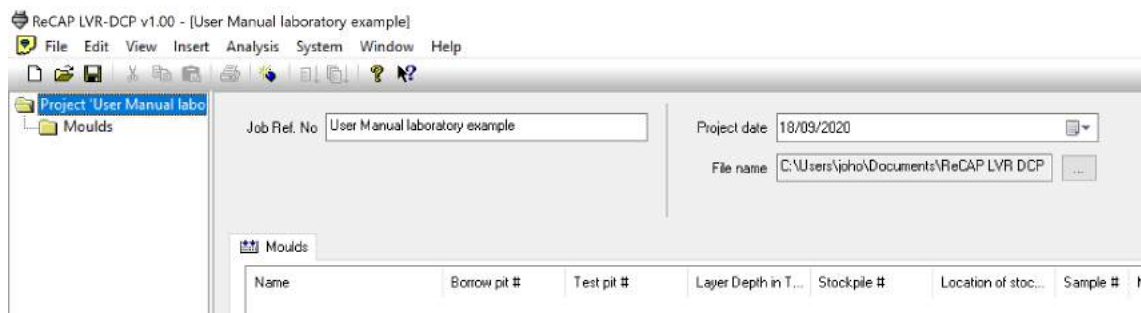 ReCAP LVR-DCP v1.00 - [User Manual laboratory example]
File Edit View Insert Analysis System Window Help
Project 'User Manual labo
Moulds
Job Ref. No User Manual laboratory example
Project date 18/09/2020
File name C:\Users\joho\Documents\ReCAP LVR DCP ...
Moulds
Name Borrow pit # Test pit # Layer Depth in T... Stockpile # Location of stoc... Sample #